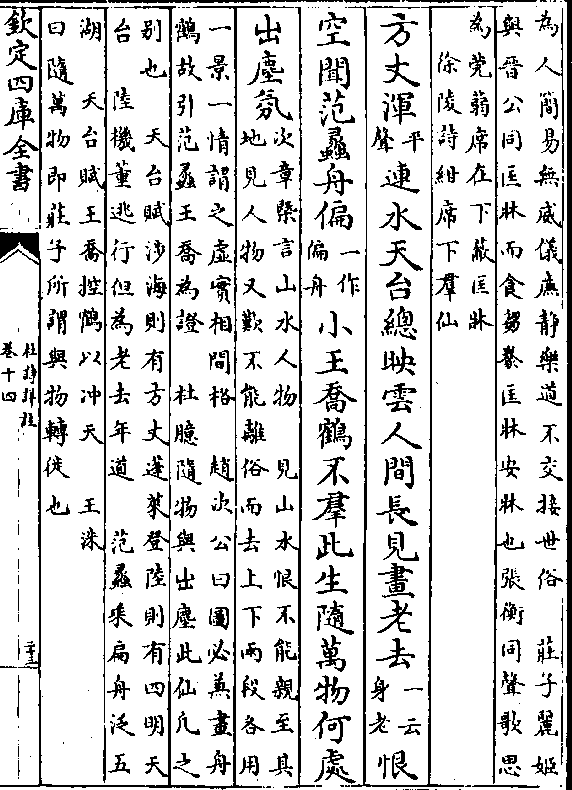 為人簡易無威儀㢘靜樂道不交接世俗　莊子麗姬
與晉公同匡牀而食芻豢匡牀安牀也張衡同聲歌思
為莞蒻席在下蔽匡牀
徐陵詩紺席下羣仙
方丈渾平聲連水天台總映雲人間長見畫老去一云身老恨
空聞范蠡舟偏一作偏舟小王喬鶴不羣此生隨萬物何處
出塵氛次章槩言山水人物　見山水恨不能親至其
地見人物又歎不能離俗而去上下兩段各用
一景一情謂之虛實相間格　趙次公曰圖必兼畫舟
鶴故引范蠡王喬為證　杜臆隨物與出塵此仙凡之
别也　天台賦涉海則有方丈蓬萊登陸則有四明天
台　陸機董逃行但為老去年遒　范蠡乗扁舟泛五
湖　天台賦王喬控鶴以冲天　王洙
曰隨萬物即莊子所謂與物轉徙也
欽定四庫全書
杜詩詳註
卷十四